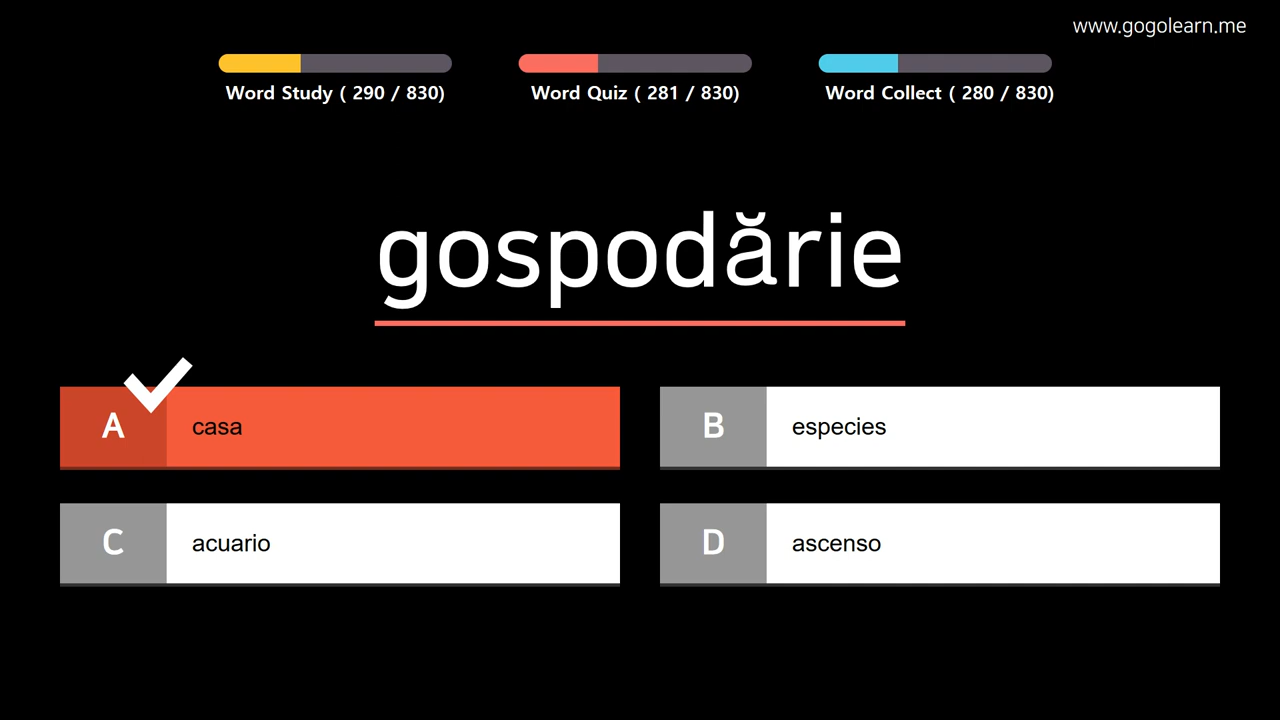 www.gogolearn.me
Word Study ( 290 / 830)
Word Quiz ( 281 / 830)
Word Collect ( 280 / 830)
gospodărie
A casa
B especies
C acuario
D ascenso